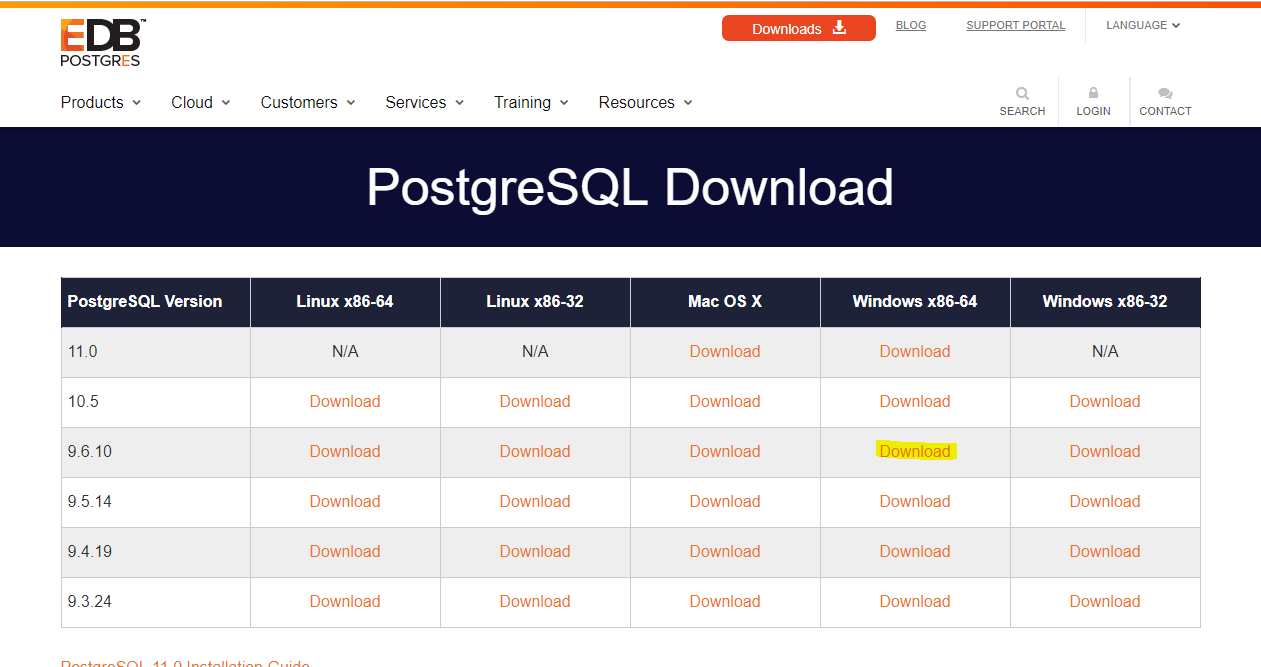 EDB™
POSTGRES
Downloads BLOG SUPPORT PORTAL LANGUAGE
Products Cloud Customers Services Training Resources
SEARCH LOGIN CONTACT
PostgreSQL Download
PostgreSQL Version Linux x86-64 Linux x86-32 Mac OS X Windows x86-64 Windows x86-32
11.0 N/A N/A Download Download N/A
10.5 Download Download Download Download Download
9.6.10 Download Download Download Download Download
9.5.14 Download Download Download Download Download
9.4.19 Download Download Download Download Download
9.3.24 Download Download Download Download Download
PostgreSQL 11.0 Installation Guide